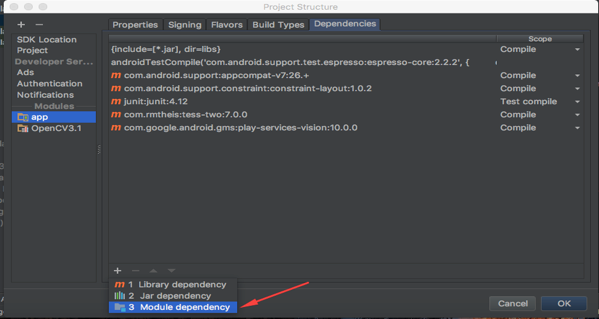 Project Structure
Properties Signing Flavors Build Types Dependencies
SDK Location
Project
Developer Ser...
Ads
Authentication
Notifications
Modules
app
OpenCV3.1
Scope
{include=[*.jar], dir=libs} Compile
androidTestCompile('com.android.support.test.espresso:espresso-core:2.2.2', {
com.android.support:appcompat-v7:26.+ Compile
com.android.support.constraint:constraint-layout:1.0.2 Compile
junit:junit:4.12 Test compile
com.rmtheis:tess-two:7.0.0 Compile
com.google.android.gms:play-services-vision:10.0.0 Compile
1 Library dependency
2 Jar dependency
3 Module dependency
Cancel OK